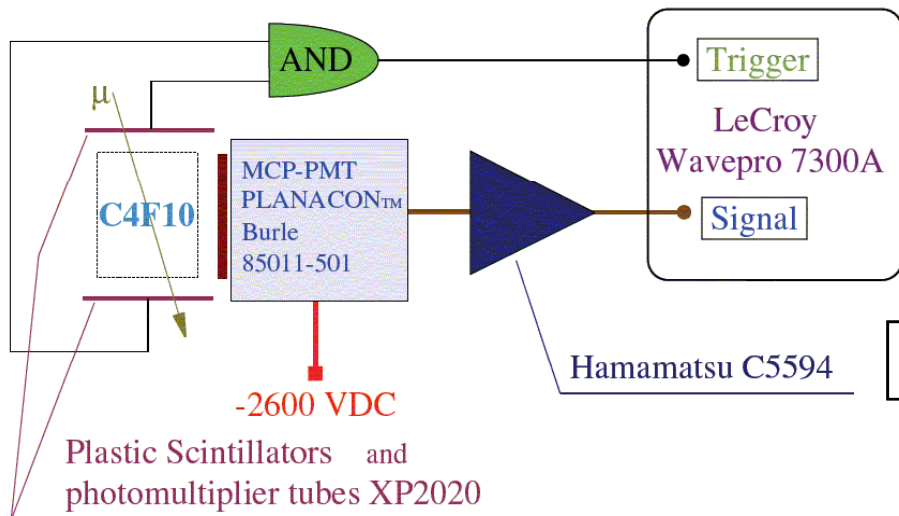 AND
Trigger
μ
LeCroy
Wavepro 7300A
MCP-PMT
PLANACON™
Burle
85011-501
C4F10
Signal
Hamamatsu C5594
-2600 VDC
Plastic Scintillators and
photomultiplier tubes XP2020